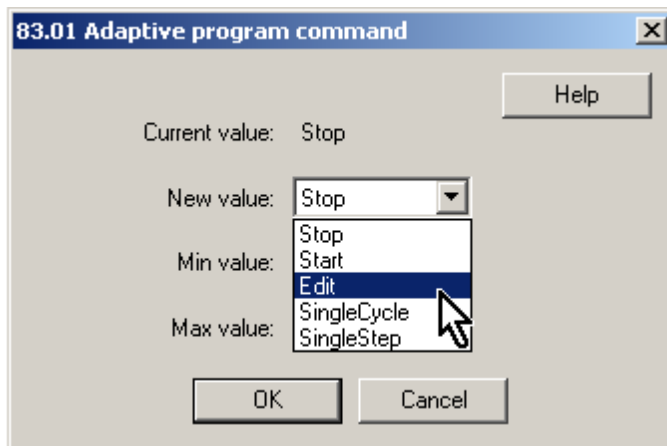 83.01 Adaptive program command
Help
Current value: Stop
New value: Stop
Stop
Start
Min value:
Edit
SingleCycle
Max value:
SingleStep
OK Cancel